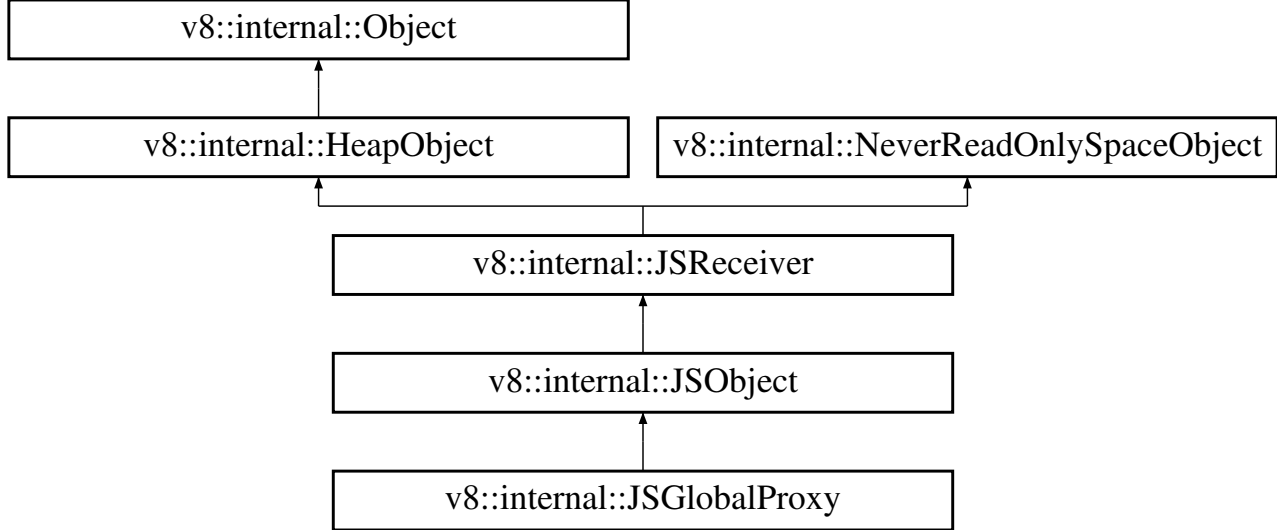 v8::internal::Object
v8::internal::HeapObject
v8::internal::NeverReadOnlySpaceObject
v8::internal::JSReceiver
v8::internal::JSObject
v8::internal::JSGlobalProxy